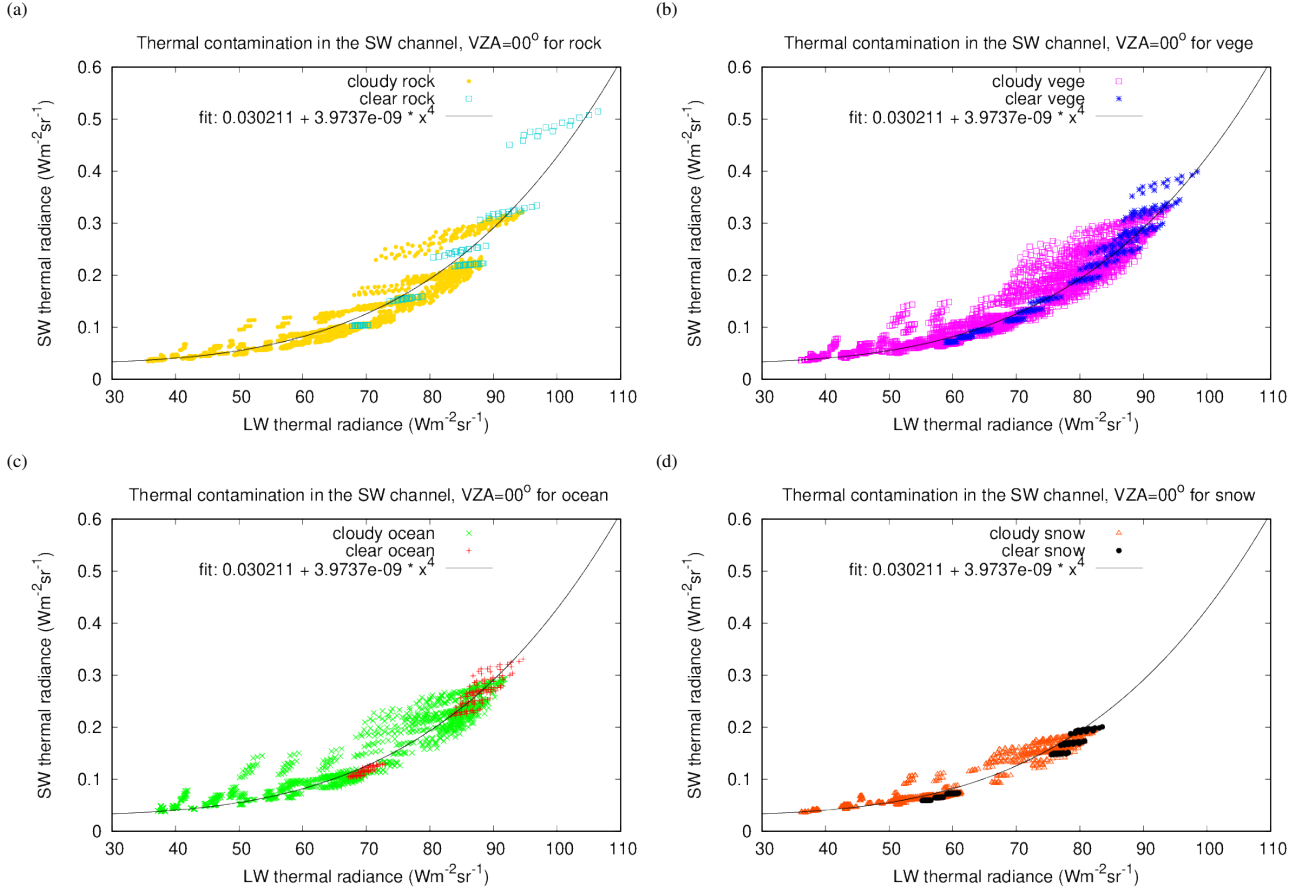 (a)
Thermal contamination in the SW channel, VZA=00° for rock
cloudy rock
clear rock
fit: 0.030211 + 3.9737e-09 * x^4
SW thermal radiance (Wm^-2sr^-1)
0.6
0.5
0.4
0.3
0.2
0.1
0
30 40 50 60 70 80 90 100 110
LW thermal radiance (Wm^-2sr^-1)
(b)
Thermal contamination in the SW channel, VZA=00° for vege
cloudy vege
clear vege
fit: 0.030211 + 3.9737e-09 * x^4
SW thermal radiance (Wm^-2sr^-1)
0.6
0.5
0.4
0.3
0.2
0.1
0
30 40 50 60 70 80 90 100 110
LW thermal radiance (Wm^-2sr^-1)
(c)
Thermal contamination in the SW channel, VZA=00° for ocean
cloudy ocean
clear ocean
fit: 0.030211 + 3.9737e-09 * x^4
SW thermal radiance (Wm^-2sr^-1)
0.6
0.5
0.4
0.3
0.2
0.1
0
30 40 50 60 70 80 90 100 110
LW thermal radiance (Wm^-2sr^-1)
(d)
Thermal contamination in the SW channel, VZA=00° for snow
cloudy snow
clear snow
fit: 0.030211 + 3.9737e-09 * x^4
SW thermal radiance (Wm^-2sr^-1)
0.6
0.5
0.4
0.3
0.2
0.1
0
30 40 50 60 70 80 90 100 110
LW thermal radiance (Wm^-2sr^-1)